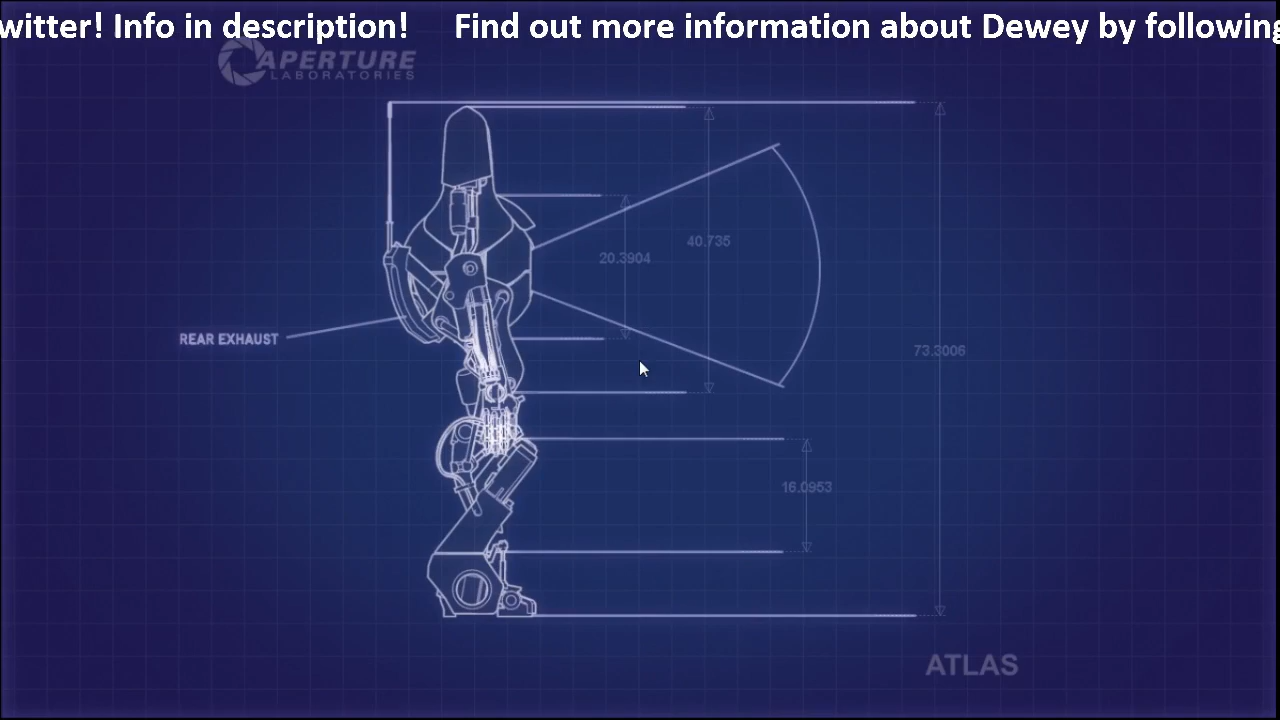 witter! Info in description! Find out more information about Dewey by following
APERTURE
LABORATORIES
40.735
20.3904
REAR EXHAUST
73.3006
16.0953
ATLAS